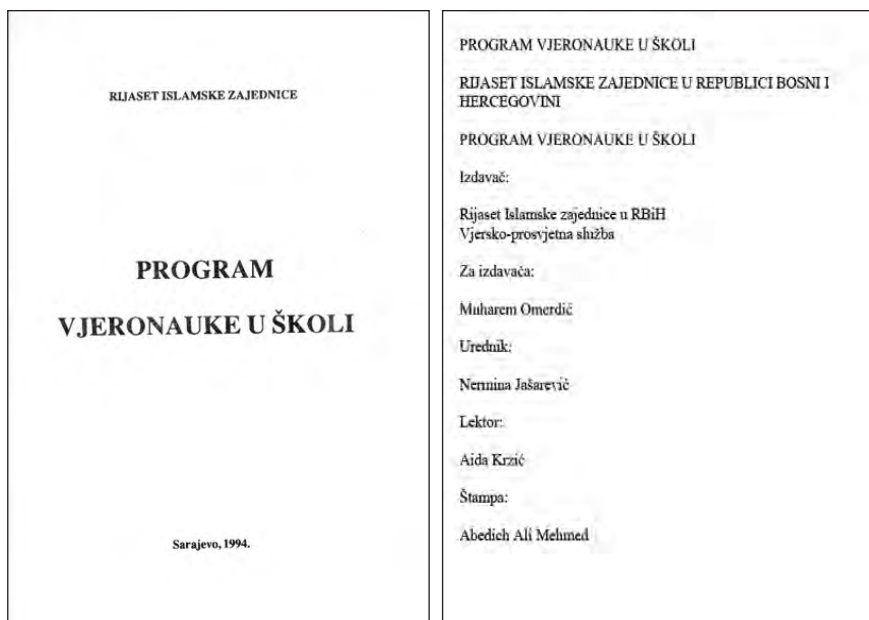 RIJASET ISLAMSKE ZAJEDNICE
PROGRAM
VJERONAUKE U ŠKOLI
Sarajevo, 1994.
PROGRAM VJERONAUKE U ŠKOLI
RIJASET ISLAMSKE ZAJEDNICE U REPUBLICI BOSNI I
HERCEGOVINI
PROGRAM VJERONAUKE U ŠKOLI
Izdavač:
Rijaset Islamske zajednice u RBiH
Vjersko-prosvjetna služba
Za izdavača:
Muharem Omerdić
Urednik:
Nermina Jašarević
Lektor:
Aida Krzić
Štampa:
Abedich Ali Mehmed